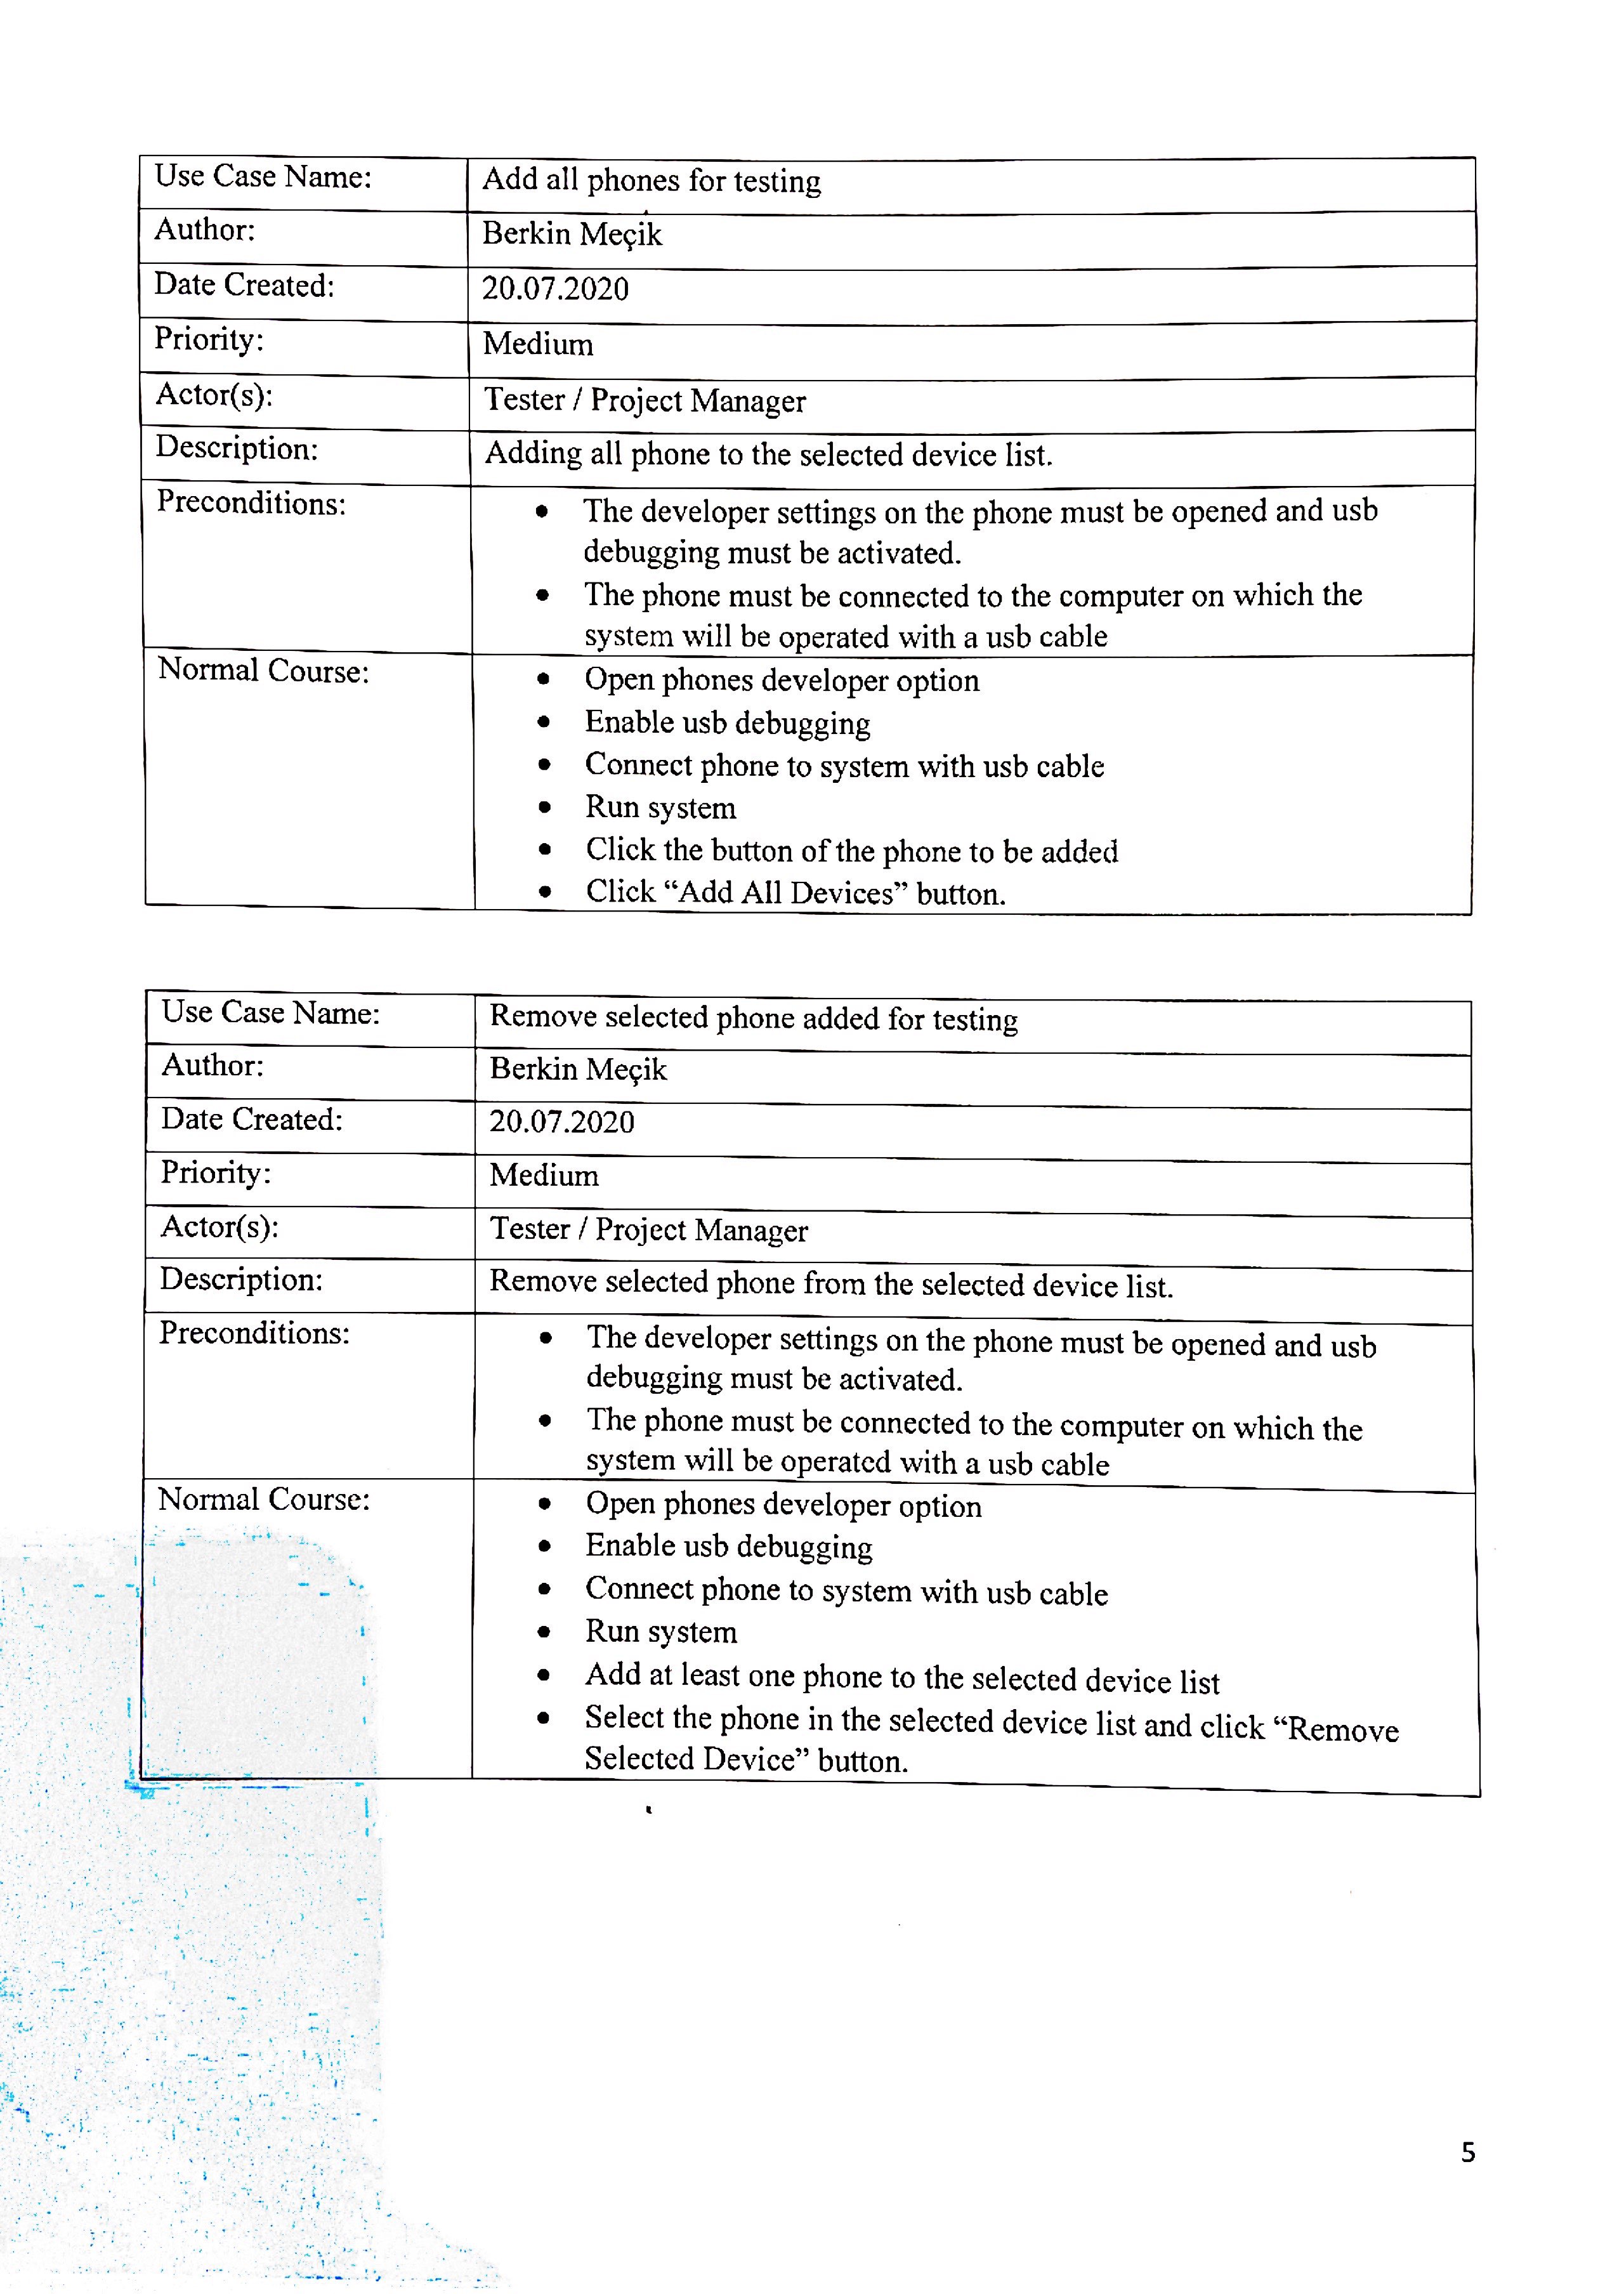 Use Case Name: Add all phones for testing
Author: Berkin Meçik
Date Created: 20.07.2020
Priority: Medium
Actor(s): Tester / Project Manager
Description: Adding all phone to the selected device list.
Preconditions: • The developer settings on the phone must be opened and usb
debugging must be activated.
• The phone must be connected to the computer on which the
system will be operated with a usb cable
Normal Course: • Open phones developer option
• Enable usb debugging
• Connect phone to system with usb cable
• Run system
• Click the button of the phone to be added
• Click “Add All Devices” button.
Use Case Name: Remove selected phone added for testing
Author: Berkin Meçik
Date Created: 20.07.2020
Priority: Medium
Actor(s): Tester / Project Manager
Description: Remove selected phone from the selected device list.
Preconditions: • The developer settings on the phone must be opened and usb
debugging must be activated.
• The phone must be connected to the computer on which the
system will be operated with a usb cable
Normal Course: • Open phones developer option
• Enable usb debugging
• Connect phone to system with usb cable
• Run system
• Add at least one phone to the selected device list
• Select the phone in the selected device list and click “Remove
Selected Device” button.
5